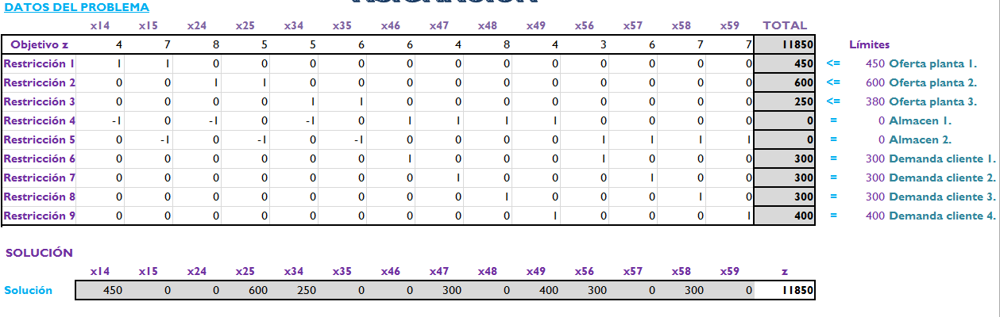 DATOS DEL PROBLEMA
x14 x15 x24 x25 x34 x35 x46 x47 x48 x49 x56 x57 x58 x59 TOTAL
Objetivo z 4 7 8 5 5 6 6 4 8 4 3 6 7 7 11850 Límites
Restricción 1 1 1 0 0 0 0 0 0 0 0 0 0 0 0 450 <= 450 Oferta planta 1.
Restricción 2 0 0 1 1 0 0 0 0 0 0 0 0 0 0 600 <= 600 Oferta planta 2.
Restricción 3 0 0 0 0 1 1 0 0 0 0 0 0 0 0 250 <= 380 Oferta planta 3.
Restricción 4 -1 0 -1 0 -1 0 1 1 1 1 0 0 0 0 0 = 0 Almacen 1.
Restricción 5 0 -1 0 -1 0 -1 0 0 0 0 1 1 1 1 0 = 0 Almacen 2.
Restricción 6 0 0 0 0 0 0 1 0 0 0 1 0 0 0 300 = 300 Demanda cliente 1.
Restricción 7 0 0 0 0 0 0 0 1 0 0 0 1 0 0 300 = 300 Demanda cliente 2.
Restricción 8 0 0 0 0 0 0 0 0 1 0 0 0 1 0 300 = 300 Demanda cliente 3.
Restricción 9 0 0 0 0 0 0 0 0 0 1 0 0 0 1 400 = 400 Demanda cliente 4.
SOLUCIÓN
x14 x15 x24 x25 x34 x35 x46 x47 x48 x49 x56 x57 x58 x59 z
Solución 450 0 0 600 250 0 0 300 0 400 300 0 300 0 11850